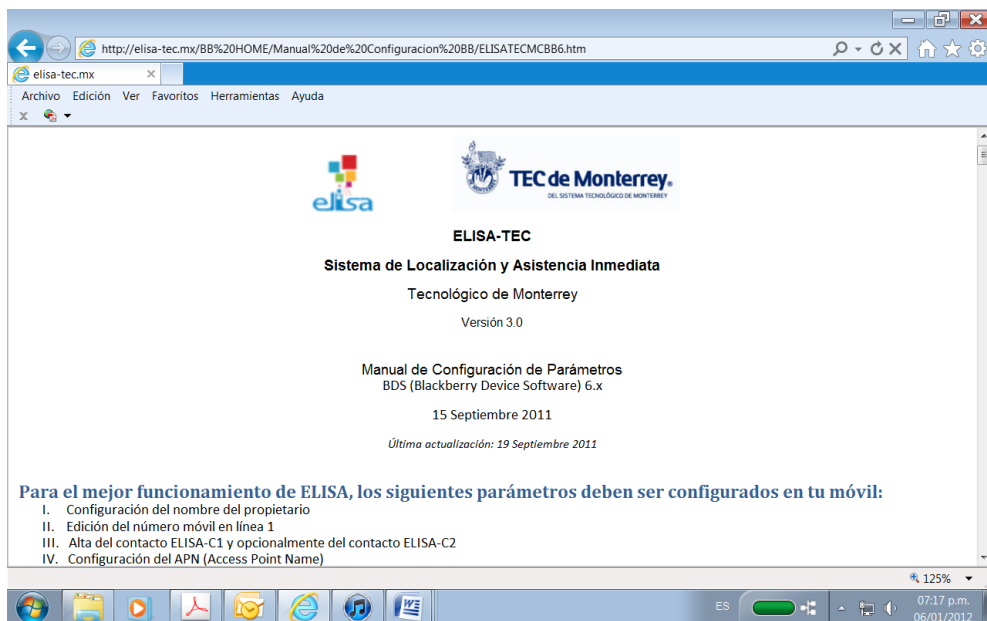 http://elisa-tec.mx/BB%20HOME/Manual%20de%20Configuracion%20BB/ELISATECMCBB6.htm
elisa-tec.mx
Archivo Edición Ver Favoritos Herramientas Ayuda
elisa
TEC de Monterrey.
DEL SISTEMA TECNOLÓGICO DE MONTERREY
ELISA-TEC
Sistema de Localización y Asistencia Inmediata
Tecnológico de Monterrey
Versión 3.0
Manual de Configuración de Parámetros
BDS (Blackberry Device Software) 6.x
15 Septiembre 2011
Última actualización: 19 Septiembre 2011
Para el mejor funcionamiento de ELISA, los siguientes parámetros deben ser configurados en tu móvil:
I. Configuración del nombre del propietario
II. Edición del número móvil en línea 1
III. Alta del contacto ELISA-C1 y opcionalmente del contacto ELISA-C2
IV. Configuración del APN (Access Point Name)
125%
ES
07:17 p.m.
06/01/2012